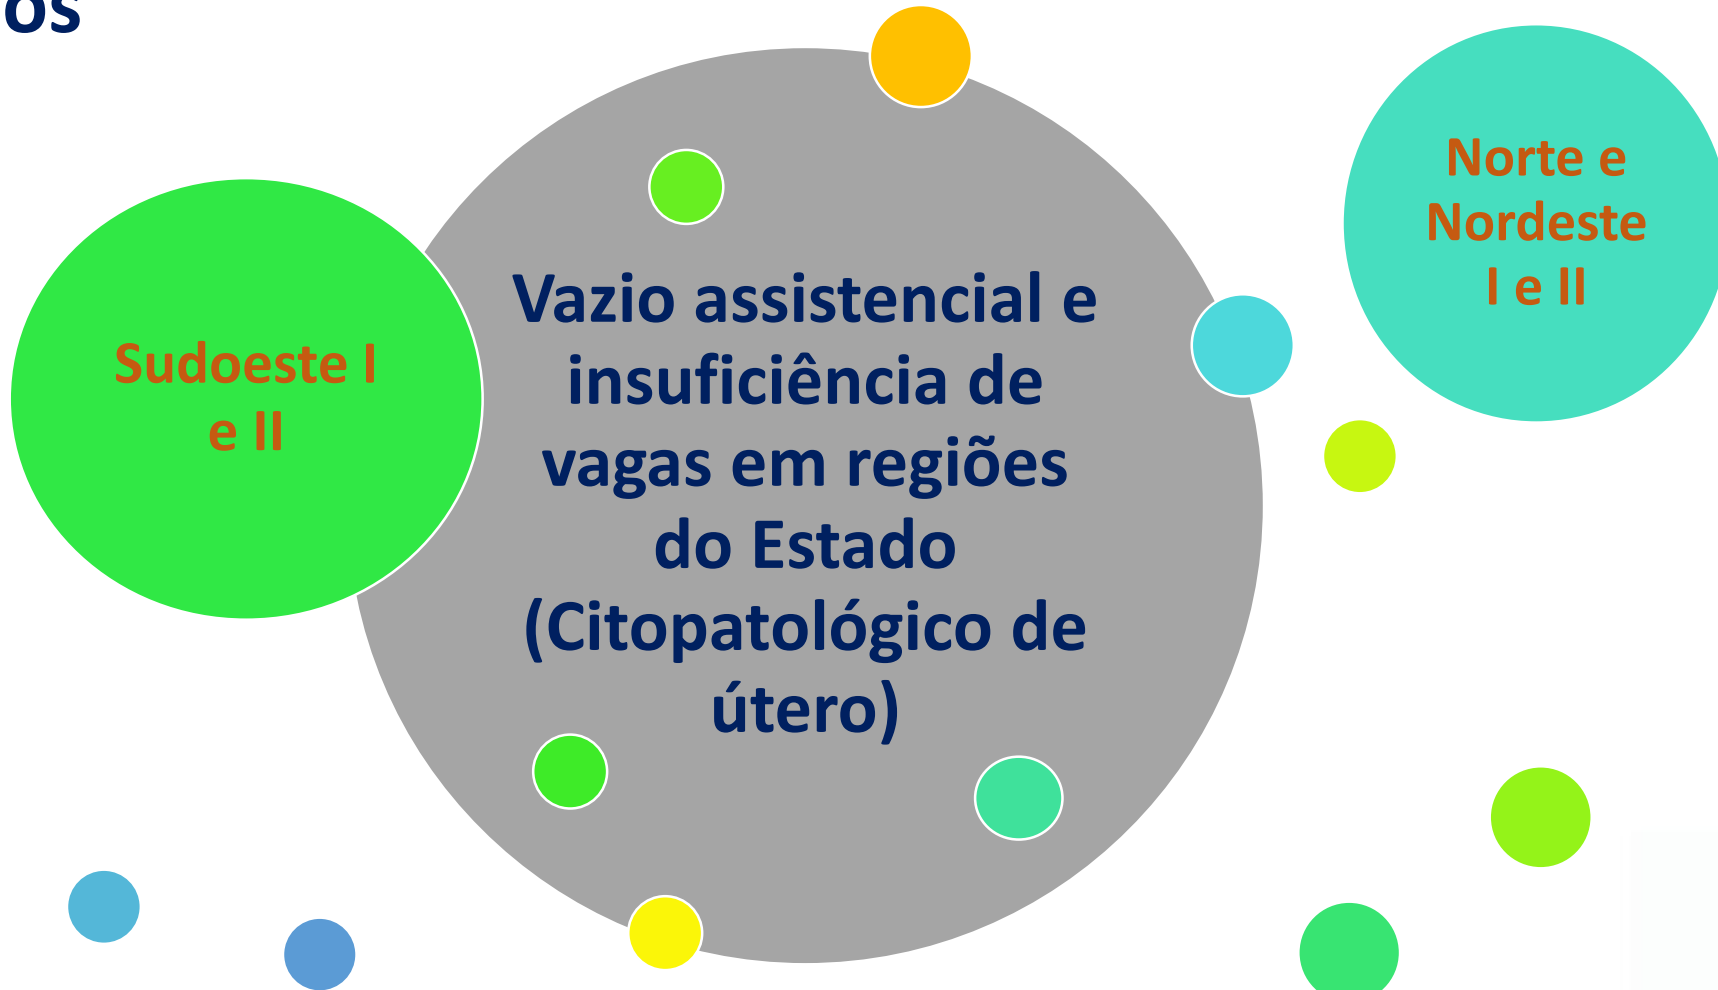 os
Sudoeste I
e II
Vazio assistencial e
insuficiência de
vagas em regiões
do Estado
(Citopatológico de
útero)
Norte e
Nordeste
I e II